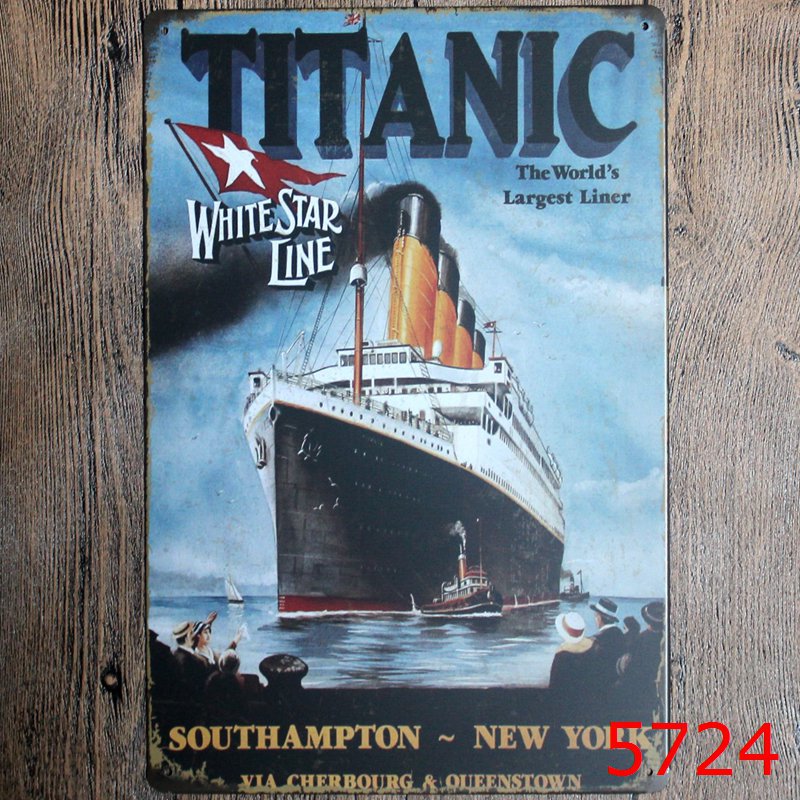 TITANIC
The World's
Largest Liner
WHITE STAR
LINE
SOUTHAMPTON ~ NEW YORK
5724
VIA CHERBOURG & QUEENSTOWN